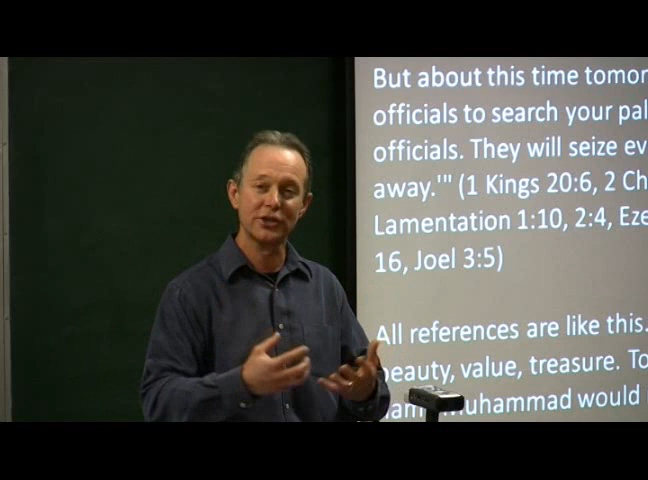 But about this time tomor
officials to search your pal
officials. They will seize ev
away.'" (1 Kings 20:6, 2 Ch
Lamentation 1:10, 2:4, Eze
16, Joel 3:5)
All references are like this.
beauty, value, treasure. To
Muhammad would